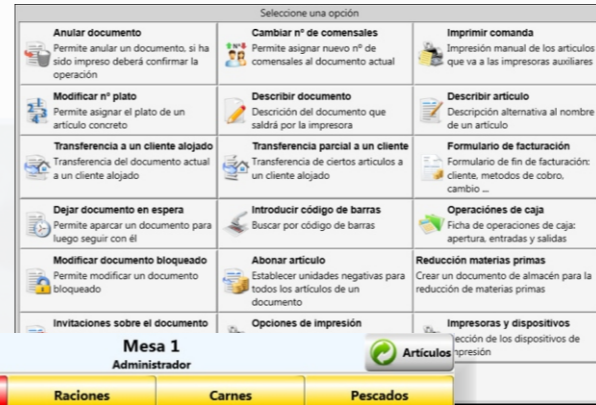 Seleccione una opción
Anular documento
Permite anular un documento, si ha
sido impreso deberá confirmar la
operación
Cambiar nº de comensales
Permite asignar nuevo nº de
comensales al documento actual
Imprimir comanda
Impresión manual de los articulos
que va a las impresoras auxiliares
Modificar nº plato
Permite asignar el plato de un
artículo concreto
Describir documento
Descrición del documento que
saldrá por la impresora
Describir artículo
Descripción alternativa al nombre
de un artículo
Transferencia a un cliente alojado
Transferencia del documento actual
a un cliente alojado
Transferencia parcial a un cliente
Transferencia de ciertos articulos a
un cliente alojado
Formulario de facturación
Formulario de fin de facturación:
cliente, metodos de cobro,
cambio ...
Dejar documento en espera
Permite aparcar un documento para
luego seguir con él
Introducir código de barras
Buscar por código de barras
Operaciónes de caja
Ficha de operaciones de caja:
apertura, entradas y salidas
Modificar documento bloqueado
Permite modificar un documento
bloqueado
Abonar artículo
Establecer unidades negativas para
todos los artículos de un
documento
Reducción materias primas
Crear un documento de almacén para la
reducción de materias primas
Invitaciones sobre el documento
Opciones de impresión
Impresoras y dispositivos
de los dispositivos de
Mesa 1
Administrador
Artículos
Raciones
Carnes
Pescados